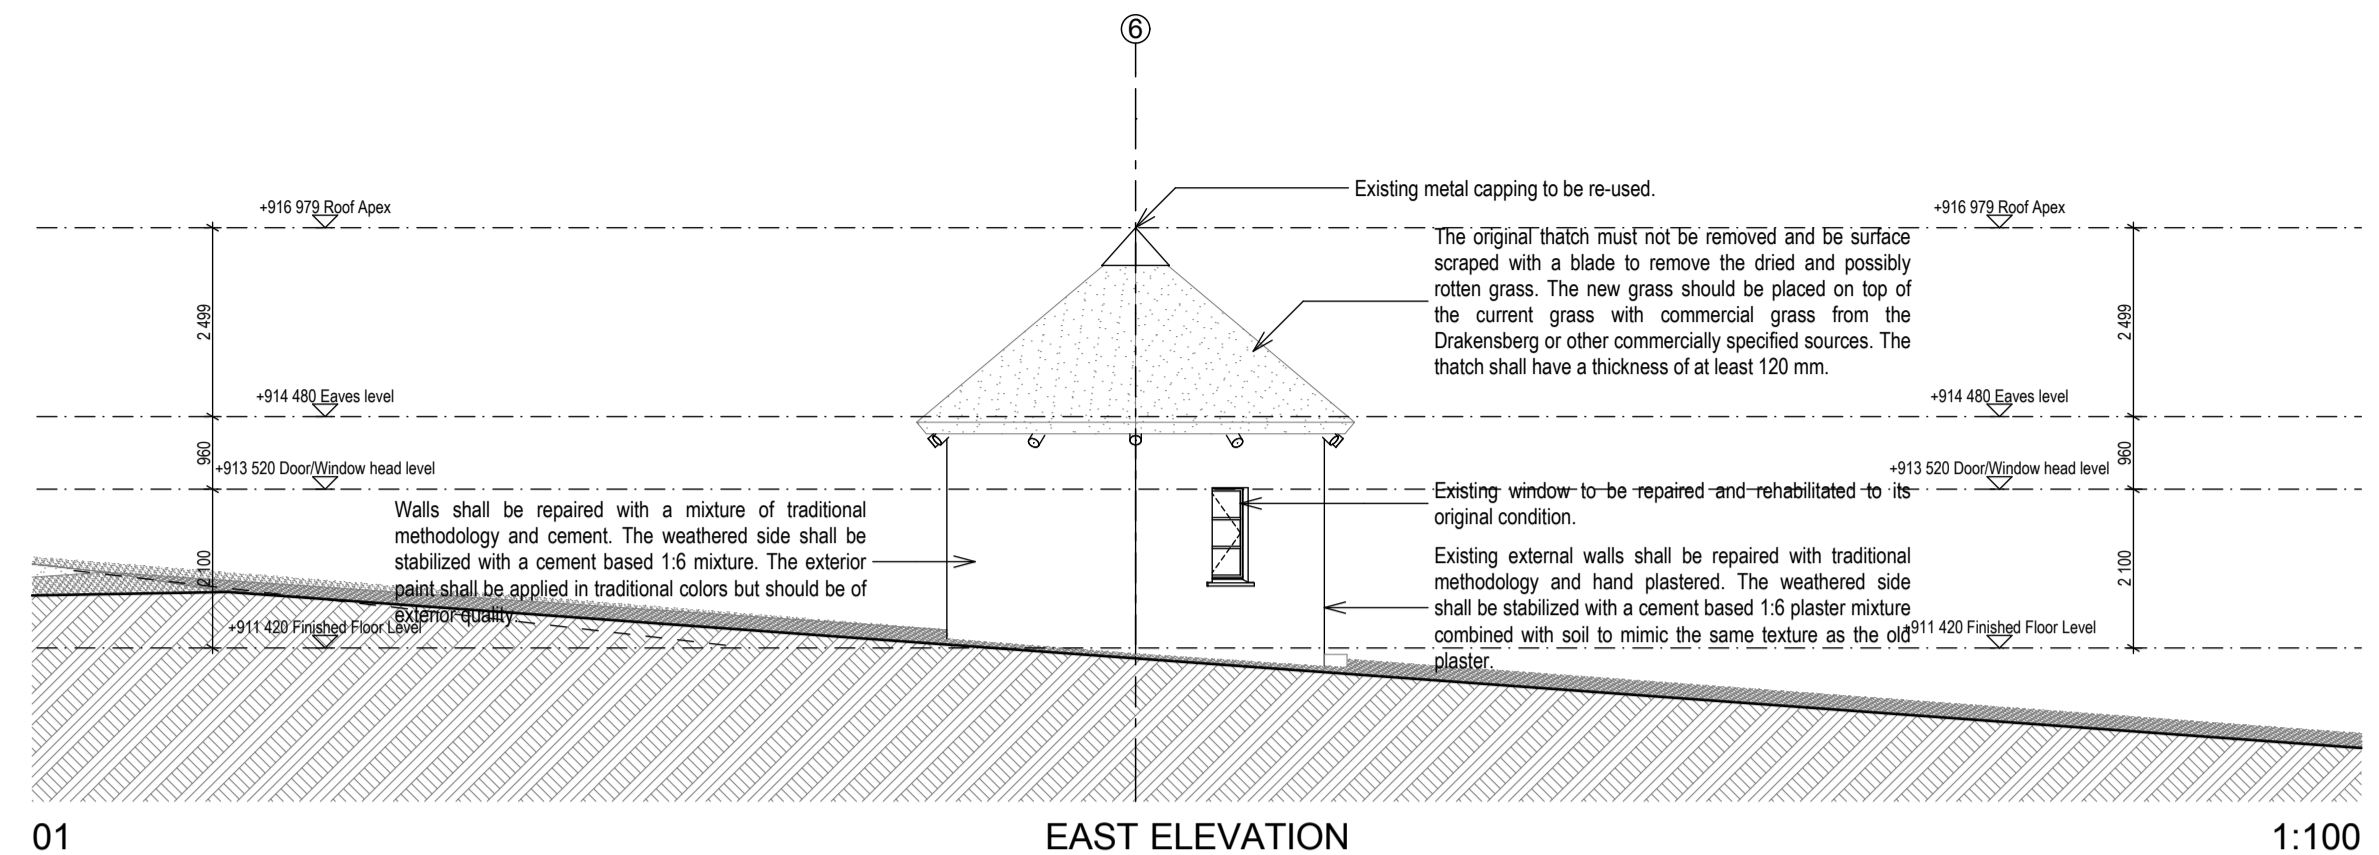 6
+916 979 Roof Apex
2 499
+914 480 Eaves level
960
+913 520 Door/Window head level
2 100
+911 420 Finished Floor Level
Walls shall be repaired with a mixture of traditional
methodology and cement. The weathered side shall be
stabilized with a cement based 1:6 mixture. The exterior
paint shall be applied in traditional colors but should be of
exterior quality.
Existing metal capping to be re-used.
The original thatch must not be removed and be surface
scraped with a blade to remove the dried and possibly
rotten grass. The new grass should be placed on top of
the current grass with commercial grass from the
Drakensberg or other commercially specified sources. The
thatch shall have a thickness of at least 120 mm.
Existing window to be repaired and rehabilitated to its
original condition.
Existing external walls shall be repaired with traditional
methodology and hand plastered. The weathered side
shall be stabilized with a cement based 1:6 plaster mixture
combined with soil to mimic the same texture as the old
plaster.
+916 979 Roof Apex
2 499
+914 480 Eaves level
960
+913 520 Door/Window head level
2 100
+911 420 Finished Floor Level
01
EAST ELEVATION
1:100